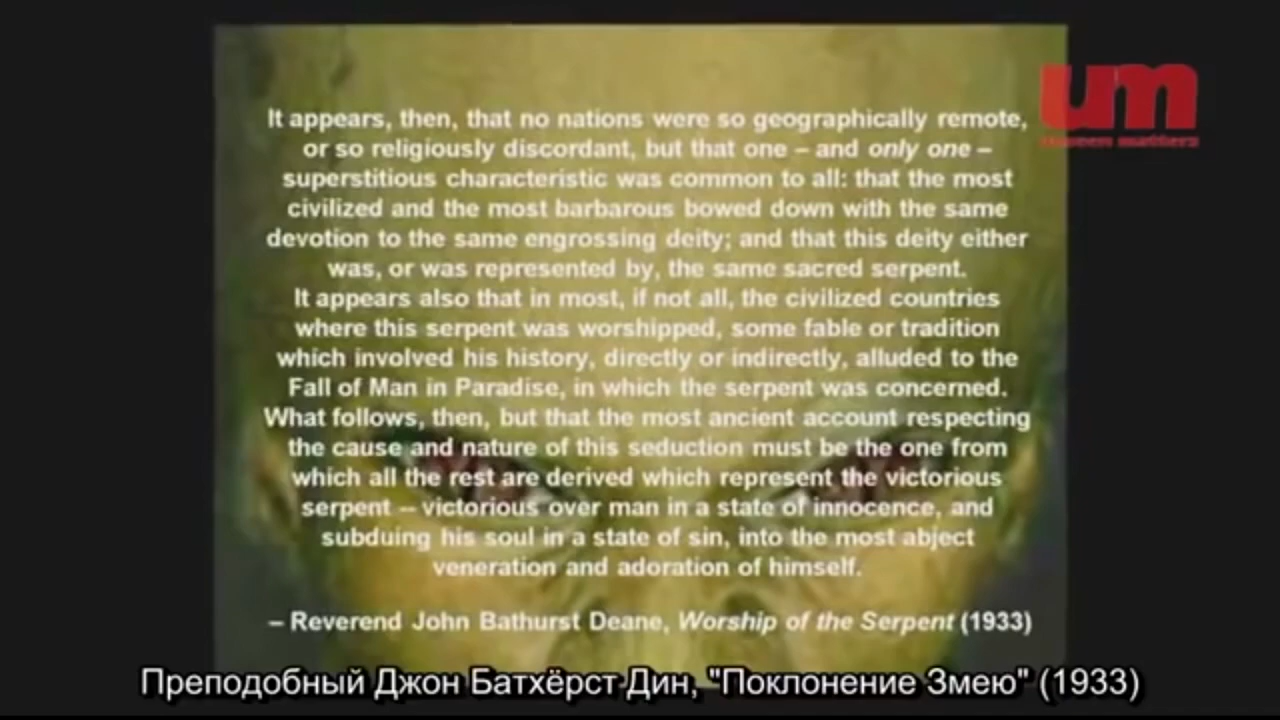 um
unseen matters
It appears, then, that no nations were so geographically remote,
or so religiously discordant, but that one – and only one –
superstitious characteristic was common to all: that the most
civilized and the most barbarous bowed down with the same
devotion to the same engrossing deity; and that this deity either
was, or was represented by, the same sacred serpent.
It appears also that in most, if not all, the civilized countries
where this serpent was worshipped, some fable or tradition
which involved his history, directly or indirectly, alluded to the
Fall of Man in Paradise, in which the serpent was concerned.
What follows, then, but that the most ancient account respecting
the cause and nature of this seduction must be the one from
which all the rest are derived which represent the victorious
serpent -- victorious over man in a state of innocence, and
subduing his soul in a state of sin, into the most abject
veneration and adoration of himself.
– Reverend John Bathurst Deane, Worship of the Serpent (1933)
Преподобный Джон Батхёрст Дин, "Поклонение Змею" (1933)